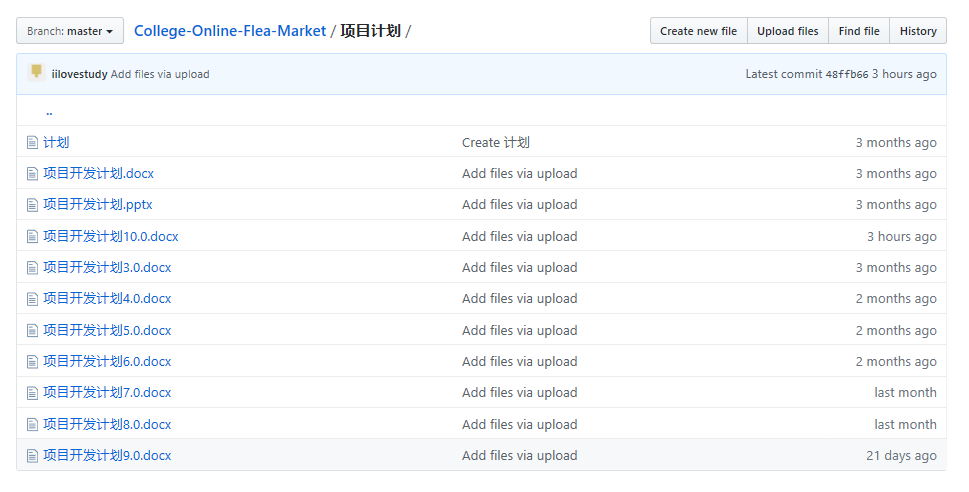 Branch: master College-Online-Flea-Market / 项目计划 / Create new file Upload files Find file History
iilovestudy Add files via upload Latest commit 48ffb66 3 hours ago
..
计划 Create 计划 3 months ago
项目开发计划.docx Add files via upload 3 months ago
项目开发计划.pptx Add files via upload 3 months ago
项目开发计划10.0.docx Add files via upload 3 hours ago
项目开发计划3.0.docx Add files via upload 3 months ago
项目开发计划4.0.docx Add files via upload 2 months ago
项目开发计划5.0.docx Add files via upload 2 months ago
项目开发计划6.0.docx Add files via upload 2 months ago
项目开发计划7.0.docx Add files via upload last month
项目开发计划8.0.docx Add files via upload last month
项目开发计划9.0.docx Add files via upload 21 days ago